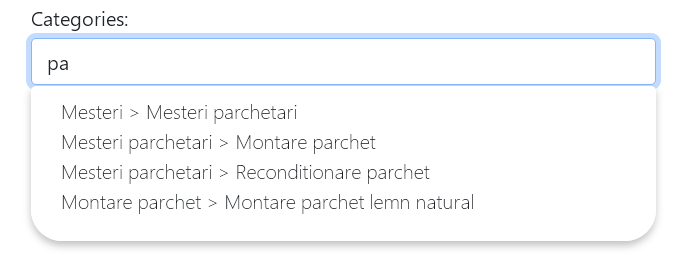 Categories:
pa
Mesteri > Mesteri parchetari
Mesteri parchetari > Montare parchet
Mesteri parchetari > Reconditionare parchet
Montare parchet > Montare parchet lemn natural